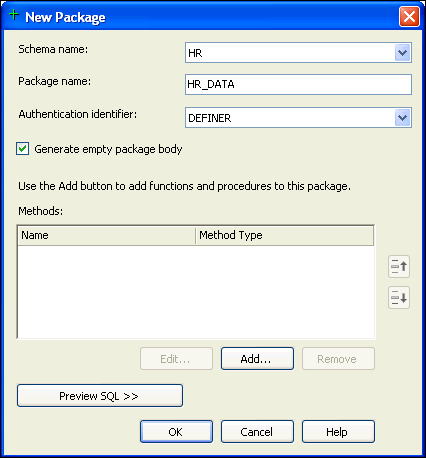 New Package
Schema name: HR
Package name: HR_DATA
Authentication identifier: DEFINER
Generate empty package body
Use the Add button to add functions and procedures to this package.
Methods:
Name Method Type
Edit... Add... Remove
Preview SQL >>
OK Cancel Help